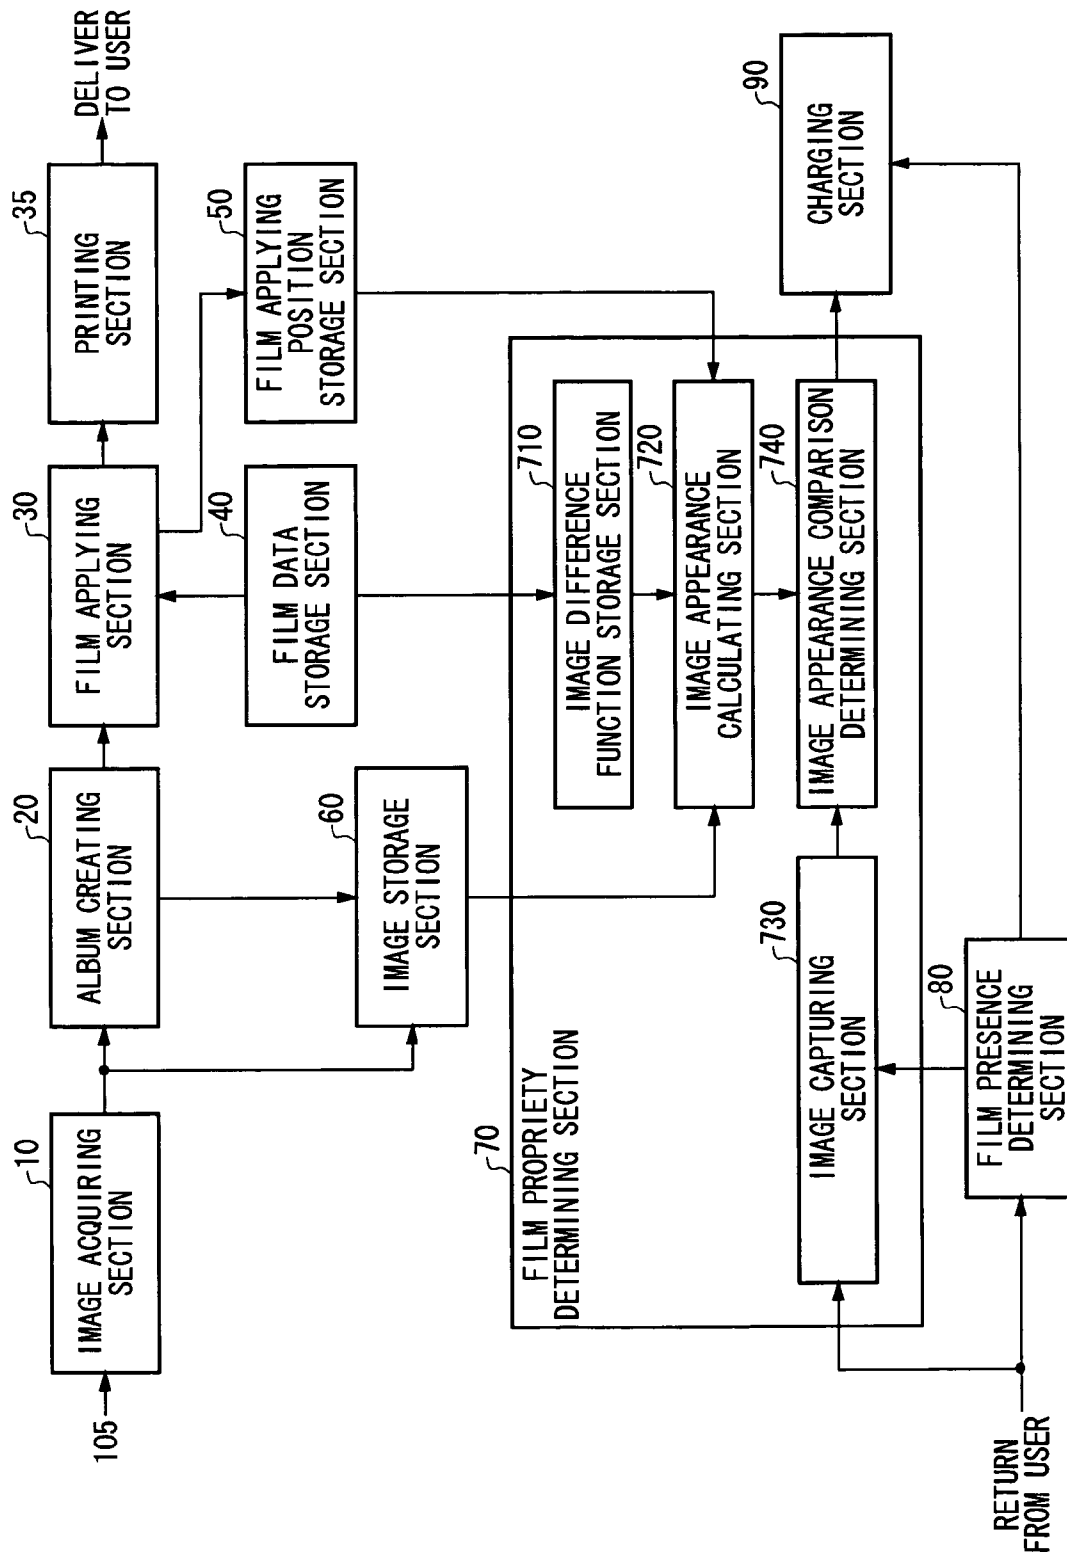 105
10
IMAGE ACQUIRING
SECTION
20
ALBUM CREATING
SECTION
30
FILM APPLYING
SECTION
35
PRINTING
SECTION
DELIVER
TO USER
40
FILM DATA
STORAGE SECTION
50
FILM APPLYING
POSITION
STORAGE SECTION
60
IMAGE STORAGE
SECTION
70
FILM PROPRIETY
DETERMINING SECTION
710
IMAGE DIFFERENCE
FUNCTION STORAGE SECTION
720
IMAGE APPEARANCE
CALCULATING SECTION
730
IMAGE CAPTURING
SECTION
740
IMAGE APPEARANCE COMPARISON
DETERMINING SECTION
90
CHARGING
SECTION
RETURN
FROM USER
80
FILM PRESENCE
DETERMINING
SECTION